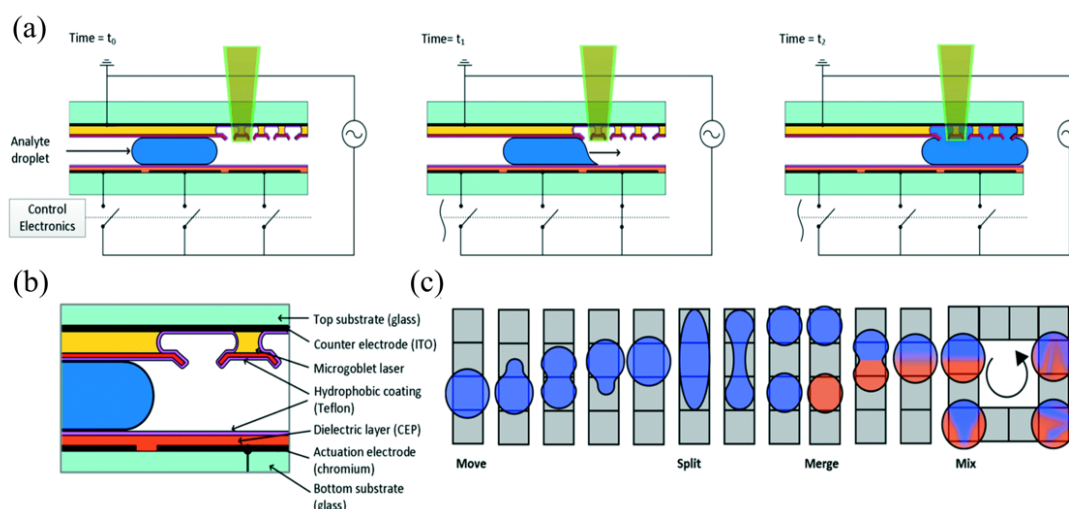 (a)
Time = t₀
Time= t₁
Time = t₂
Analyte
droplet
Control
Electronics
(b)
Top substrate (glass)
Counter electrode (ITO)
Microgoblet laser
Hydrophobic coating
(Teflon)
Dielectric layer (CEP)
Actuation electrode
(chromium)
Bottom substrate
(glass)
(c)
Move
Split
Merge
Mix